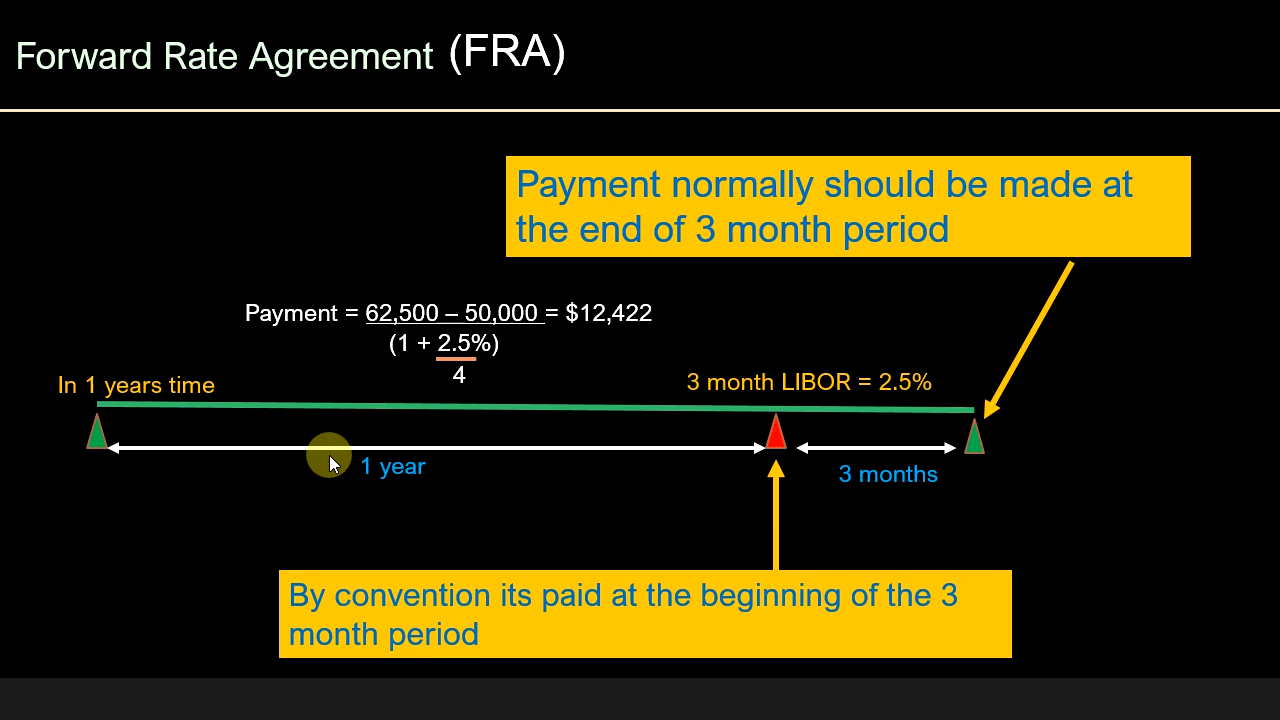 Forward Rate Agreement (FRA)
Payment normally should be made at
the end of 3 month period
Payment = 62,500 – 50,000 = $12,422
(1 + 2.5%)
4
In 1 years time
3 month LIBOR = 2.5%
1 year
3 months
By convention its paid at the beginning of the 3
month period